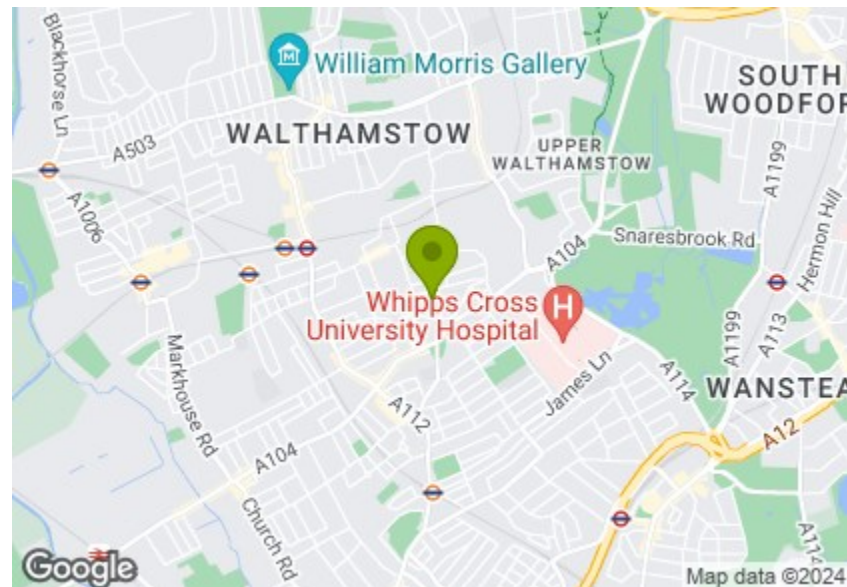 Blackhorse Ln
William Morris Gallery
SOUTH
WOODFOR
A503
WALTHAMSTOW
UPPER
WALTHAMSTOW
A1199
A1006
Hermon Hill
Snaresbrook Rd
A104
Whipps Cross
University Hospital
H
A1199
A113
Markhouse Rd
James Ln
A114
WANSTEA
A112
A12
A104
Church Rd
A114
Google
Map data ©2024